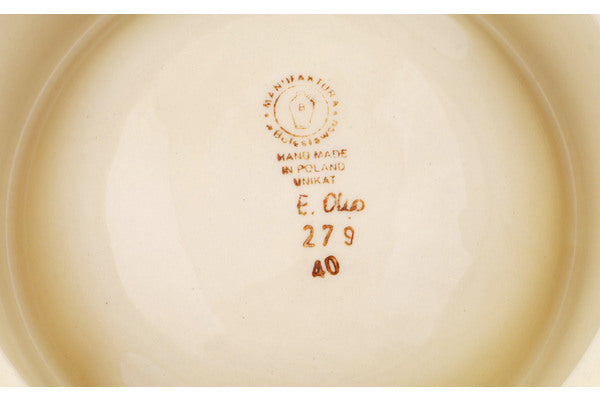 MANUFAKTURA
B
HAND MADE
IN POLAND
UNIKAT
E.
279
40